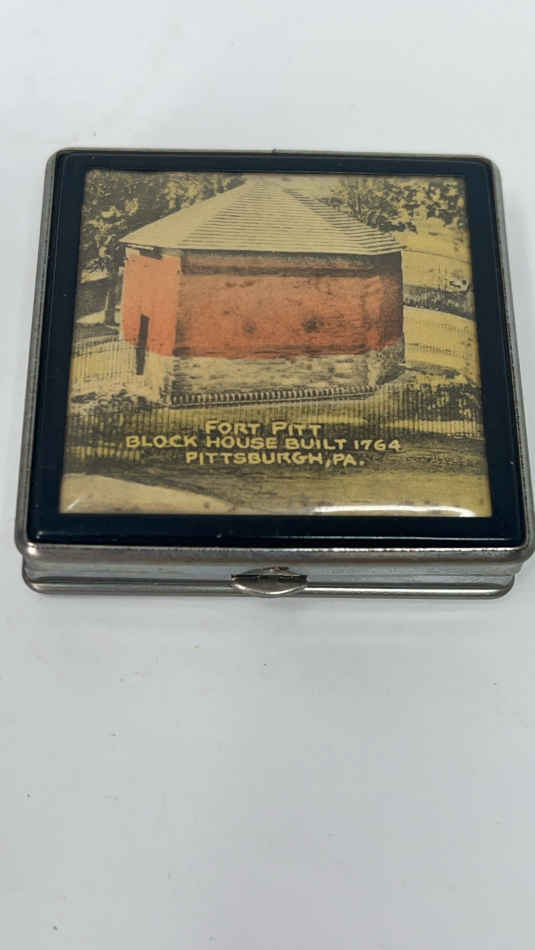 FORT PITT
BLOCK HOUSE BUILT 1764
PITTSBURGH, PA.